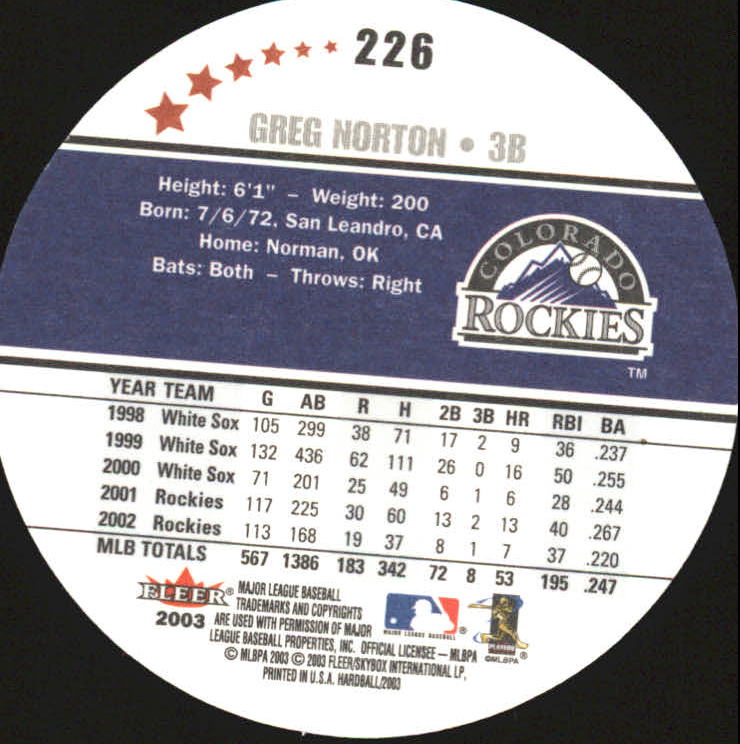 226
GREG NORTON • 3B
Height: 6'1" – Weight: 200
Born: 7/6/72, San Leandro, CA
Home: Norman, OK
Bats: Both – Throws: Right
COLORADO
ROCKIES
TM
YEAR TEAM G AB R H 2B 3B HR RBI BA
1998 White Sox 105 299 38 71 17 2 9 36 .237
1999 White Sox 132 436 62 111 26 0 16 50 .255
2000 White Sox 71 201 25 49 6 1 6 28 .244
2001 Rockies 117 225 30 60 13 2 13 40 .267
2002 Rockies 113 168 19 37 8 1 7 37 .220
MLB TOTALS 567 1386 183 342 72 8 53 195 .247
FLEER®
2003
MAJOR LEAGUE BASEBALL
TRADEMARKS AND COPYRIGHTS
ARE USED WITH PERMISSION OF MAJOR
LEAGUE BASEBALL PROPERTIES, INC. OFFICIAL LICENSEE – MLBPA
© MLBPA 2003 © 2003 FLEER/SKYBOX INTERNATIONAL LP,
PRINTED IN U.S.A. HARDBALL/2003
MAJOR LEAGUE BASEBALL®
PLAYERS
®
©MLBPA